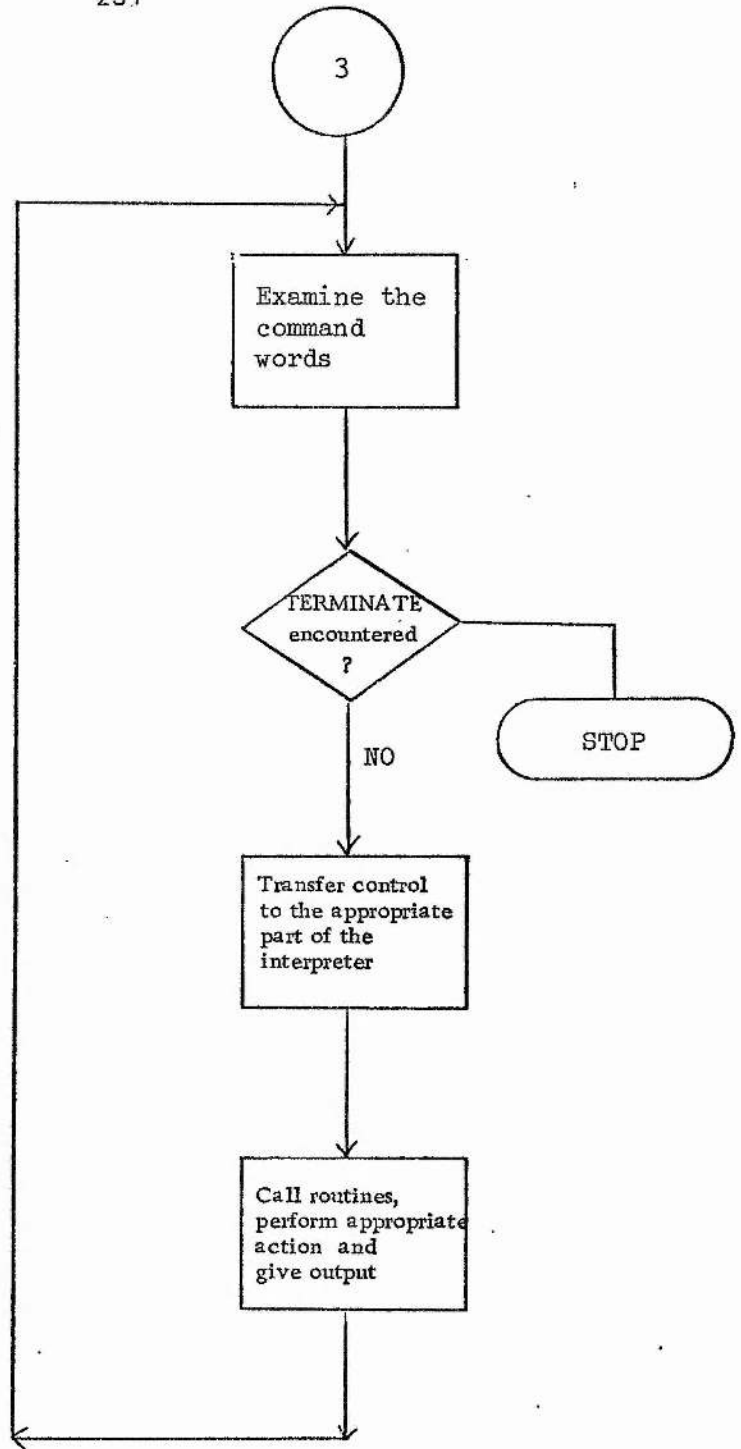 3
Examine the
command
words
TERMINATE
encountered
?
STOP
NO
Transfer control
to the appropriate
part of the
interpreter
Call routines,
perform appropriate
action and
give output